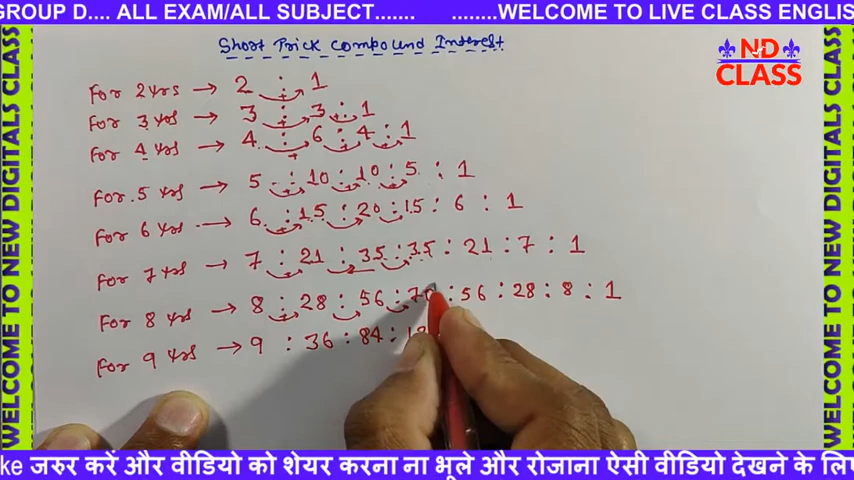 GROUP D.... ALL EXAM/ALL SUBJECT....... ........WELCOME TO LIVE CLASS ENGLIS
Short Trick Compound Interest
ND
CLASS
For 2 yrs → 2 : 1
For 3 yrs → 3 : 3 : 1
For 4 yrs → 4 : 6 : 4 : 1
For 5 yrs → 5 : 10 : 10 : 5 : 1
For 6 yrs → 6 : 15 : 20 : 15 : 6 : 1
For 7 yrs → 7 : 21 : 35 : 35 : 21 : 7 : 1
For 8 yrs → 8 : 28 : 56 : 70 : 56 : 28 : 8 : 1
For 9 yrs → 9 : 36 : 84 :
WELCOME TO NEW DIGITALS CLASS
WELCOME TO NEW DIGITALS CLASS
ke जरुर करें और वीडियो को शेयर करना ना भूले और रोजाना ऐसी वीडियो देखने के लिए